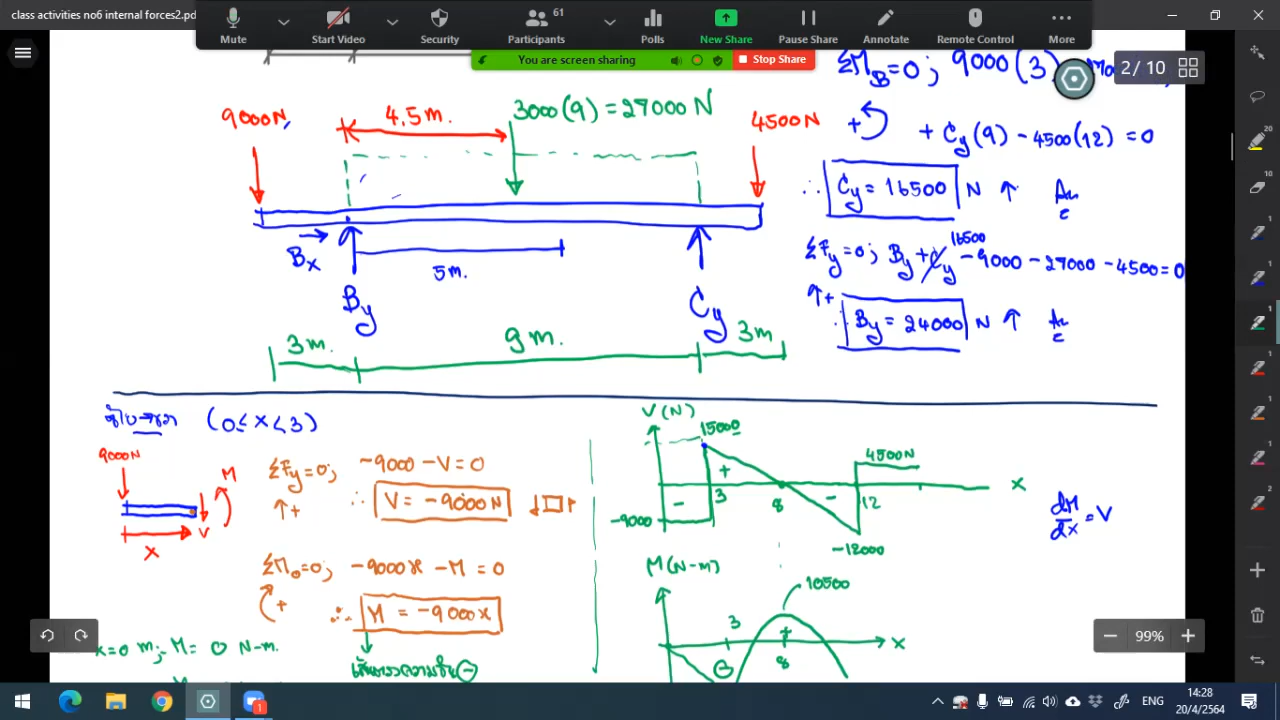 class activities no6 internal forces2.pd
Mute
Start Video
Security
61
Participants
Polls
New Share
Pause Share
Annotate
Remote Control
More
You are screen sharing
Stop Share
2 / 10
ΣM_B=0; 9000(3)
+ C_y(9) - 4500(12) = 0
∴ C_y = 16500 N ↑
ΣF_y=0; B_y + C_y 16500 - 9000 - 27000 - 4500 = 0
↑+
∴ B_y = 24000 N ↑
9000N
4.5 m.
3000(9) = 27000 N
4500N
B_x
5m.
B_y
C_y
3m.
9m.
3m
(0 ≤ x < 3)
9000N
M
V
x
ΣF_y=0; -9000 - V = 0
↑+
∴ V = -9000 N
ΣM_o=0; -9000x - M = 0
+
∴ M = -9000x
x=0 m; M = 0 N-m.
V(N)
15000
4500N
+
-
3
8
-
12
x
-9000
-12000
dM/dx = V
M(N-m)
10500
3
+
8
x
99%
ENG
14:28
20/4/2564
1